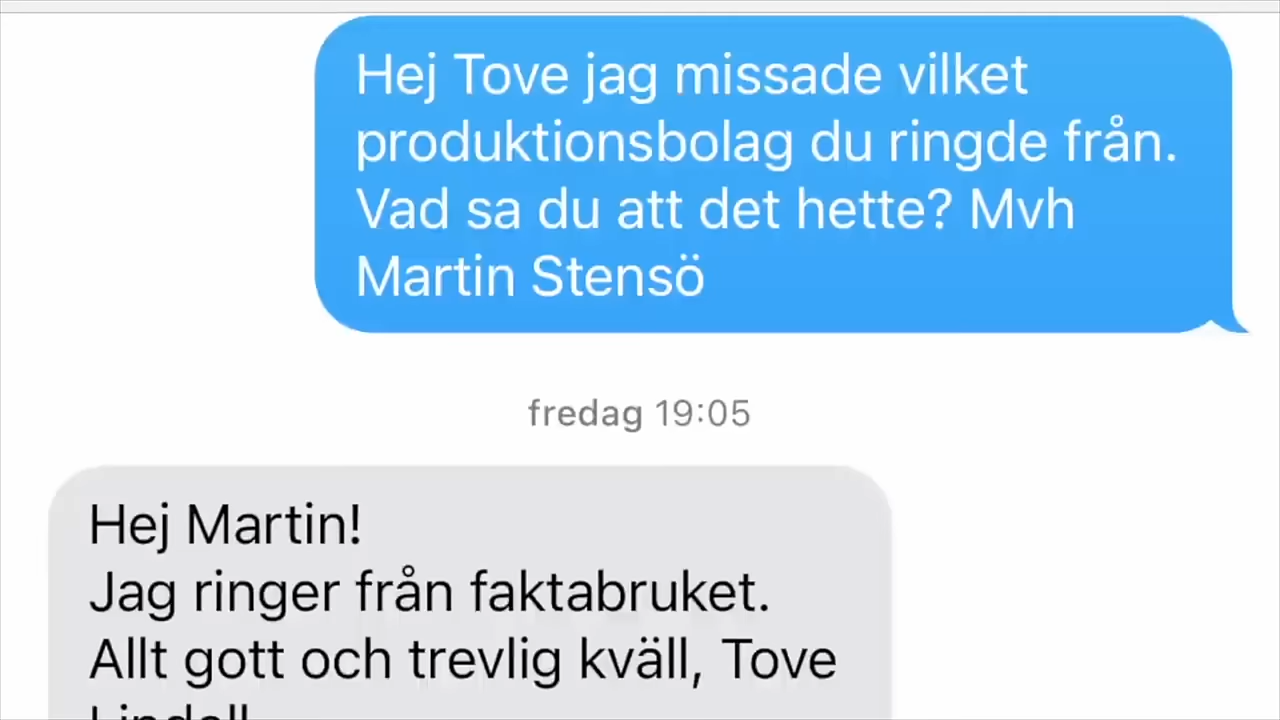 Hej Tove jag missade vilket
produktionsbolag du ringde från.
Vad sa du att det hette? Mvh
Martin Stensö
fredag 19:05
Hej Martin!
Jag ringer från faktabruket.
Allt gott och trevlig kväll, Tove